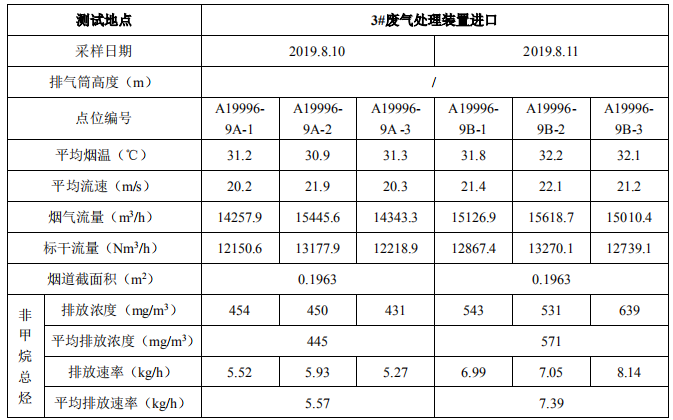 测试地点 3#废气处理装置进口
采样日期 2019.8.10 2019.8.11
排气筒高度（m） /
点位编号 A19996-9A-1 A19996-9A-2 A19996-9A -3 A19996-9B-1 A19996-9B-2 A19996-9B-3
平均烟温（℃） 31.2 30.9 31.3 31.8 32.2 32.1
平均流速（m/s） 20.2 21.9 20.3 21.4 22.1 21.2
烟气流量（m³/h） 14257.9 15445.6 14343.3 15126.9 15618.7 15010.4
标干流量（Nm³/h） 12150.6 13177.9 12218.9 12867.4 13270.1 12739.1
烟道截面积（m²） 0.1963 0.1963
非甲烷总烃
排放浓度（mg/m³） 454 450 431 543 531 639
平均排放浓度（mg/m³） 445 571
排放速率（kg/h） 5.52 5.93 5.27 6.99 7.05 8.14
平均排放速率（kg/h） 5.57 7.39